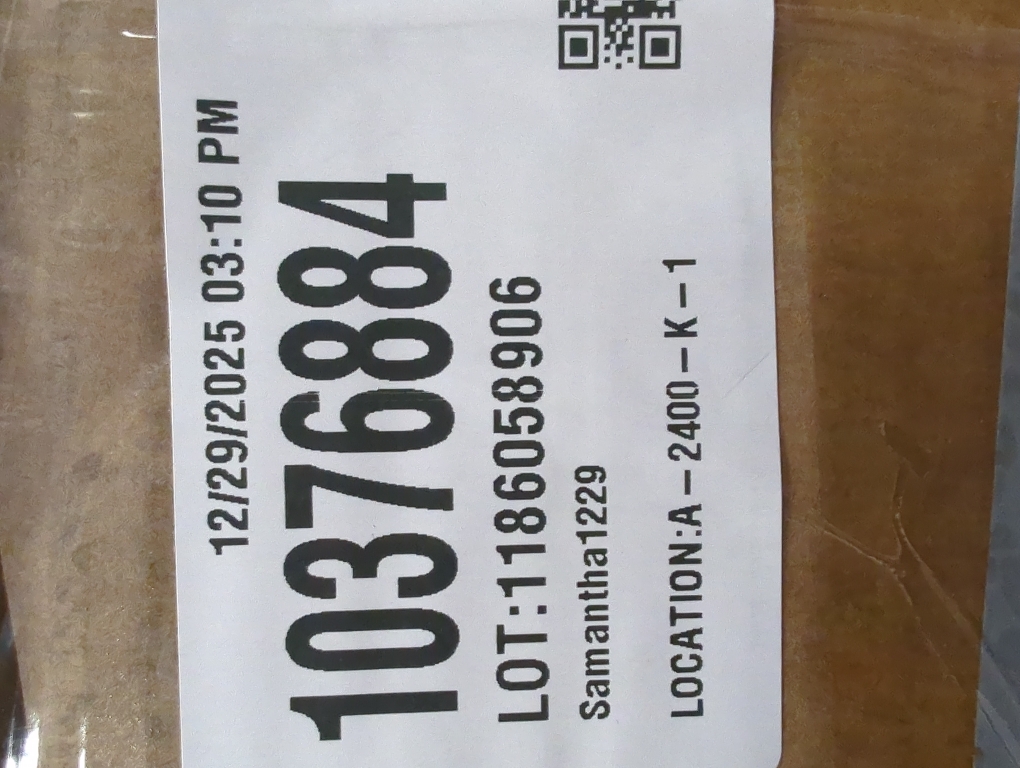 12/29/2025 03:10 PM
10376884
LOT:1186058906
Samantha1229
LOCATION:A-2400-K-1